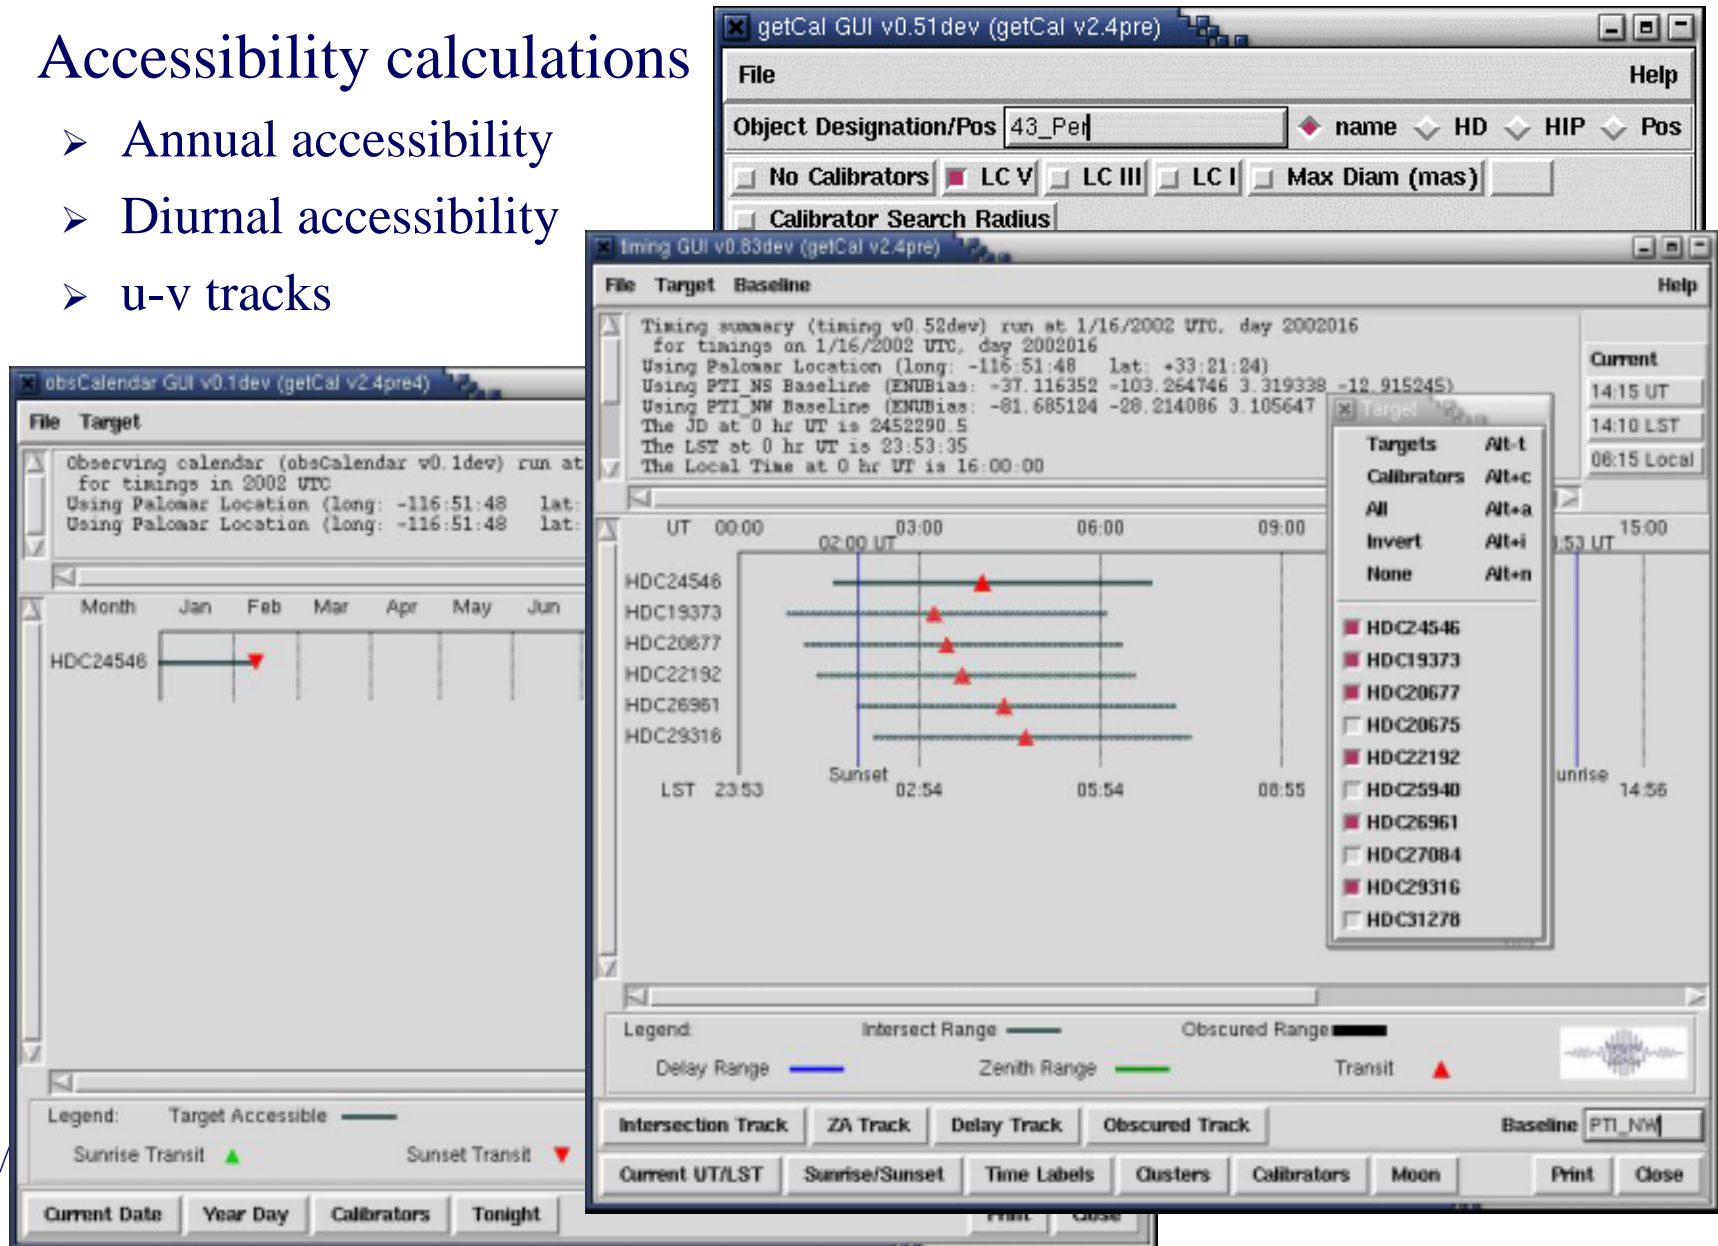 Accessibility calculations
➢ Annual accessibility
➢ Diurnal accessibility
➢ u-v tracks
getCal GUI v0.51dev (getCal v2.4pre)
File Help
Object Designation/Pos 43_Per name HD HIP Pos
No Calibrators LC V LC III LC I Max Diam (mas)
Calibrator Search Radius
timing GUI v0.83dev (getCal v2.4pre)
File Target Baseline Help
Timing summary (timing v0.52dev) run at 1/16/2002 UTC, day 2002016
for timings on 1/16/2002 UTC, day 2002016
Using Palomar Location (long: -116:51:48 lat: +33:21:24)
Using PTI_NS Baseline (ENUBias: -37.116352 -103.264746 3.319338 -12.915245)
Using PTI_NW Baseline (ENUBias: -81.685124 -28.214086 3.105647
The JD at 0 hr UT is 2452290.5
The LST at 0 hr UT is 23:53:35
The Local Time at 0 hr UT is 16:00:00
Current
14:15 UT
14:10 LST
06:15 Local
UT 00:00 03:00 06:00 09:00 15:00
02:00 UT :53 UT
HDC24546
HDC19373
HDC20677
HDC22192
HDC26961
HDC29316
Sunset unrise
LST 23:53 02:54 05:54 08:55 14:56
Target
Targets Alt-t
Calibrators Alt+c
All Alt+a
Invert Alt+i
None Alt+n
HDC24546
HDC19373
HDC20677
HDC20675
HDC22192
HDC25940
HDC26961
HDC27084
HDC29316
HDC31278
Legend: Intersect Range Obscured Range
Delay Range Zenith Range Transit
Intersection Track ZA Track Delay Track Obscured Track Baseline PTI_NW
Current UT/LST Sunrise/Sunset Time Labels Clusters Calibrators Moon Print Close
obsCalendar GUI v0.1dev (getCal v2.4pre4)
File Target
Observing calendar (obsCalendar v0.1dev) run at
for timings in 2002 UTC
Using Palomar Location (long: -116:51:48 lat:
Using Palomar Location (long: -116:51:48 lat:
Month Jan Feb Mar Apr May Jun
HDC24546
Legend: Target Accessible
Sunrise Transit Sunset Transit
Current Date Year Day Calibrators Tonight Print Close